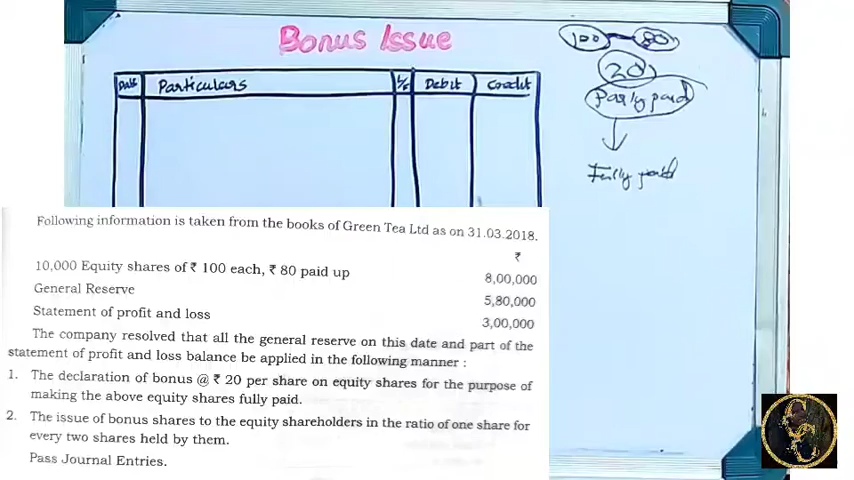 Bonus Issue
100 - 80
20
Partly paid
Fully paid
Date Particulars L/F Debit Credit
Following information is taken from the books of Green Tea Ltd as on 31.03.2018.
₹
10,000 Equity shares of ₹ 100 each, ₹ 80 paid up 8,00,000
General Reserve 5,80,000
Statement of profit and loss 3,00,000
The company resolved that all the general reserve on this date and part of the
statement of profit and loss balance be applied in the following manner :
1. The declaration of bonus @ ₹ 20 per share on equity shares for the purpose of
making the above equity shares fully paid.
2. The issue of bonus shares to the equity shareholders in the ratio of one share for
every two shares held by them.
Pass Journal Entries.